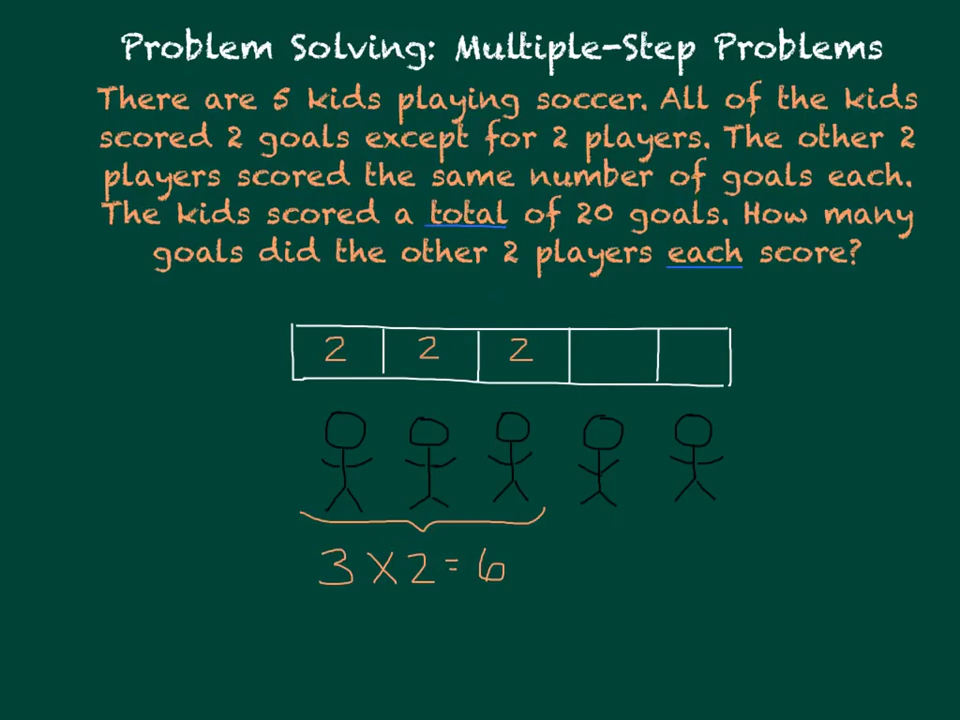 Problem Solving: Multiple-Step Problems
There are 5 kids playing soccer. All of the kids
scored 2 goals except for 2 players. The other 2
players scored the same number of goals each.
The kids scored a total of 20 goals. How many
goals did the other 2 players each score?
2 2 2
3 X 2 = 6